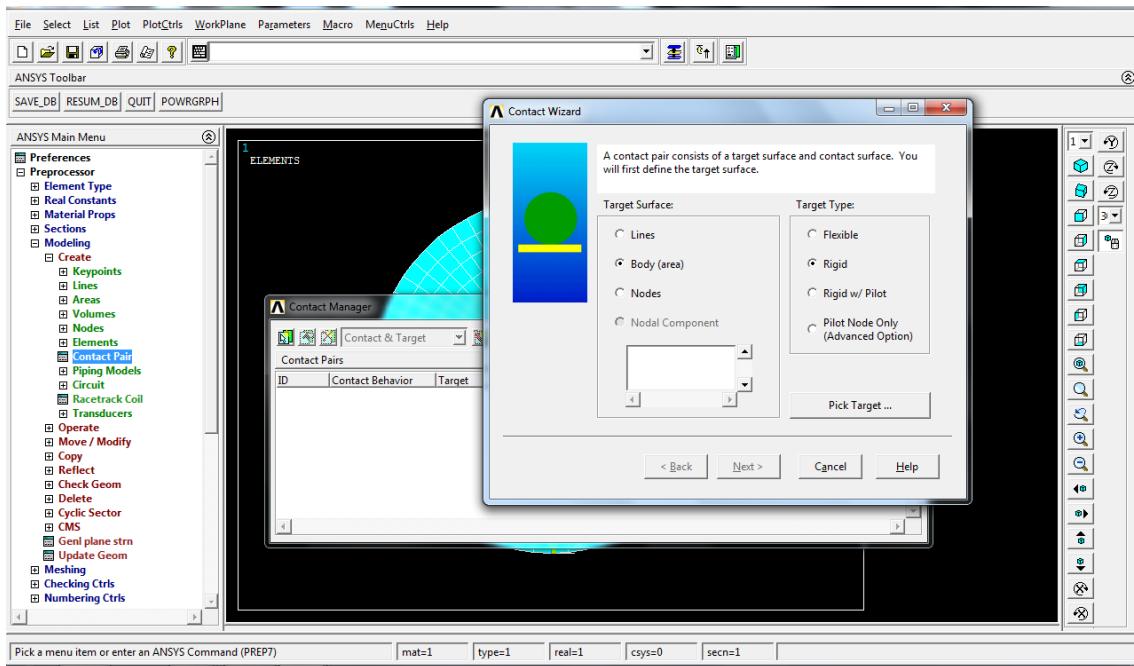 File Select List Plot PlotCtrls WorkPlane Parameters Macro MenuCtrls Help
ANSYS Toolbar
SAVE_DB RESUM_DB QUIT POWRGRPH
ANSYS Main Menu
Preferences
Preprocessor
Element Type
Real Constants
Material Props
Sections
Modeling
Create
Keypoints
Lines
Areas
Volumes
Nodes
Elements
Contact Pair
Piping Models
Circuit
Racetrack Coil
Transducers
Operate
Move / Modify
Copy
Reflect
Check Geom
Delete
Cyclic Sector
CMS
Genl plane strn
Update Geom
Meshing
Checking Ctrls
Numbering Ctrls
1
ELEMENTS
Contact Manager
Contact & Target
Contact Pairs
ID Contact Behavior Target
Contact Wizard
A contact pair consists of a target surface and contact surface. You
will first define the target surface.
Target Surface: Target Type:
Lines Flexible
Body (area) Rigid
Nodes Rigid w/ Pilot
Nodal Component Pilot Node Only
(Advanced Option)
Pick Target ...
< Back Next > Cancel Help
1
3
Pick a menu item or enter an ANSYS Command (PREP7) mat=1 type=1 real=1 csys=0 secn=1